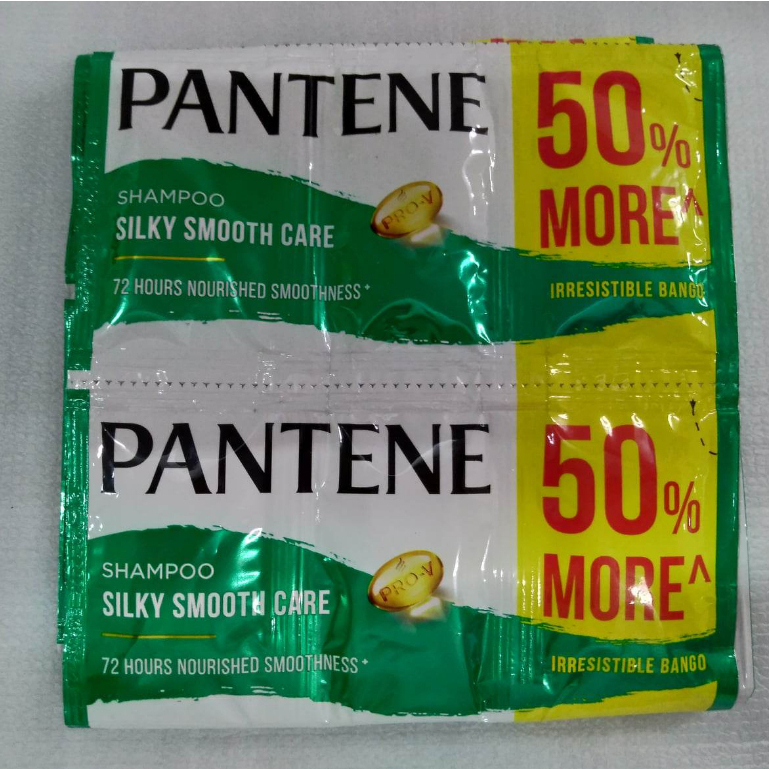 PANTENE
50%
MORE^
SHAMPOO
SILKY SMOOTH CARE
PRO-V
72 HOURS NOURISHED SMOOTHNESS+
IRRESISTIBLE BANGO
PANTENE
50%
MORE^
SHAMPOO
SILKY SMOOTH CARE
PRO-V
72 HOURS NOURISHED SMOOTHNESS+
IRRESISTIBLE BANGO